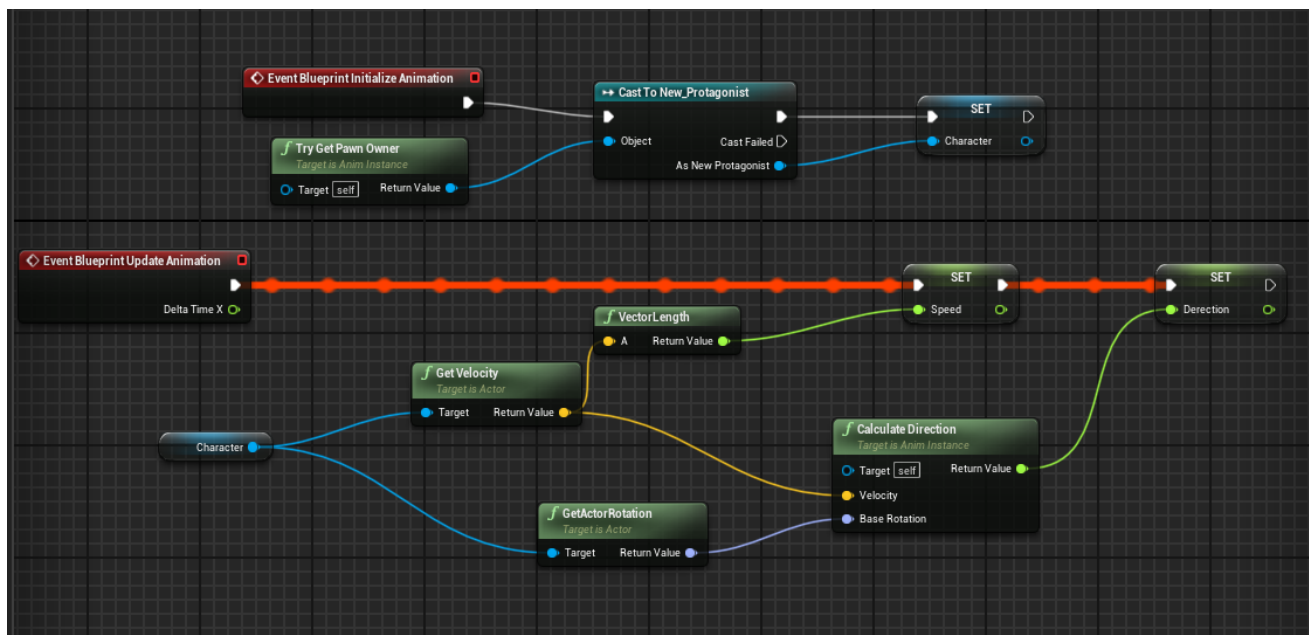 Event Blueprint Initialize Animation
Try Get Pawn Owner
Target is Anim Instance
Target self Return Value
Cast To New_Protagonist
Object Cast Failed
As New Protagonist
SET
Character
Event Blueprint Update Animation
Delta Time X
VectorLength
A Return Value
SET
Speed
SET
Derection
Get Velocity
Target is Actor
Target Return Value
Character
Calculate Direction
Target is Anim Instance
Target self Return Value
Velocity
Base Rotation
GetActorRotation
Target is Actor
Target Return Value